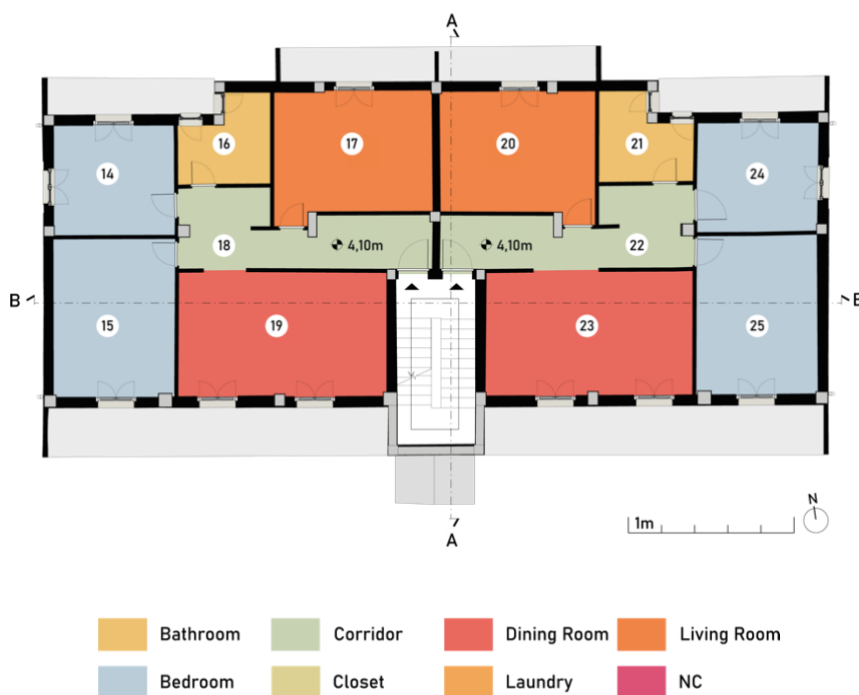 A
16
21
14
17
20
24
18
4,10m
4,10m
22
B
B
15
19
23
25
A
1m
N
Bathroom
Corridor
Dining Room
Living Room
Bedroom
Closet
Laundry
NC